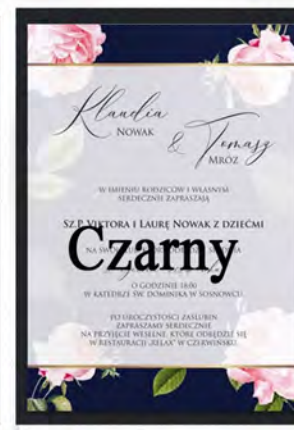 Klaudia
NOWAK
& Tomasz
MRÓZ
W IMIENIU RODZICÓW I WŁASNYM
SERDECZNIE ZAPRASZAJĄ
SZ.P. VIKTORA I LAURĘ NOWAK Z DZIEĆMI
NA
Czarny
O GODZINIE 18:00
W KATEDRZE ŚW. DOMINIKA W SOSNOWCU.
PO UROCZYSTOŚCI ZAŚLUBIN
ZAPRASZAMY SERDECZNIE
NA PRZYJĘCIE WESELNE, KTÓRE ODBĘDZIE SIĘ
W RESTAURACJI „RELAX" W CZERWIŃSKU.